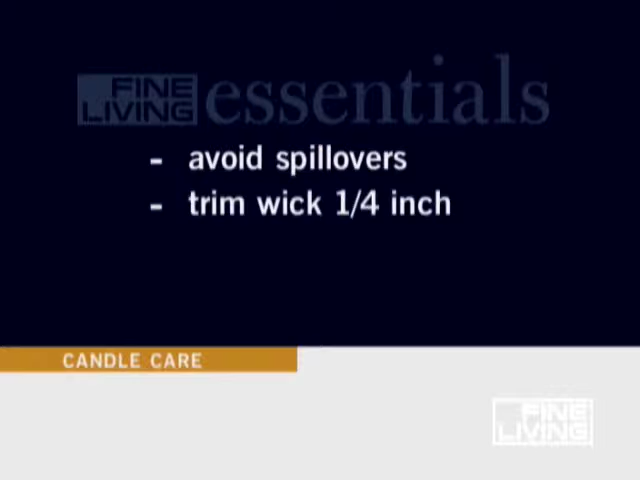 FINE LIVING essentials
- avoid spillovers
- trim wick 1/4 inch
CANDLE CARE
FINE
LIVING